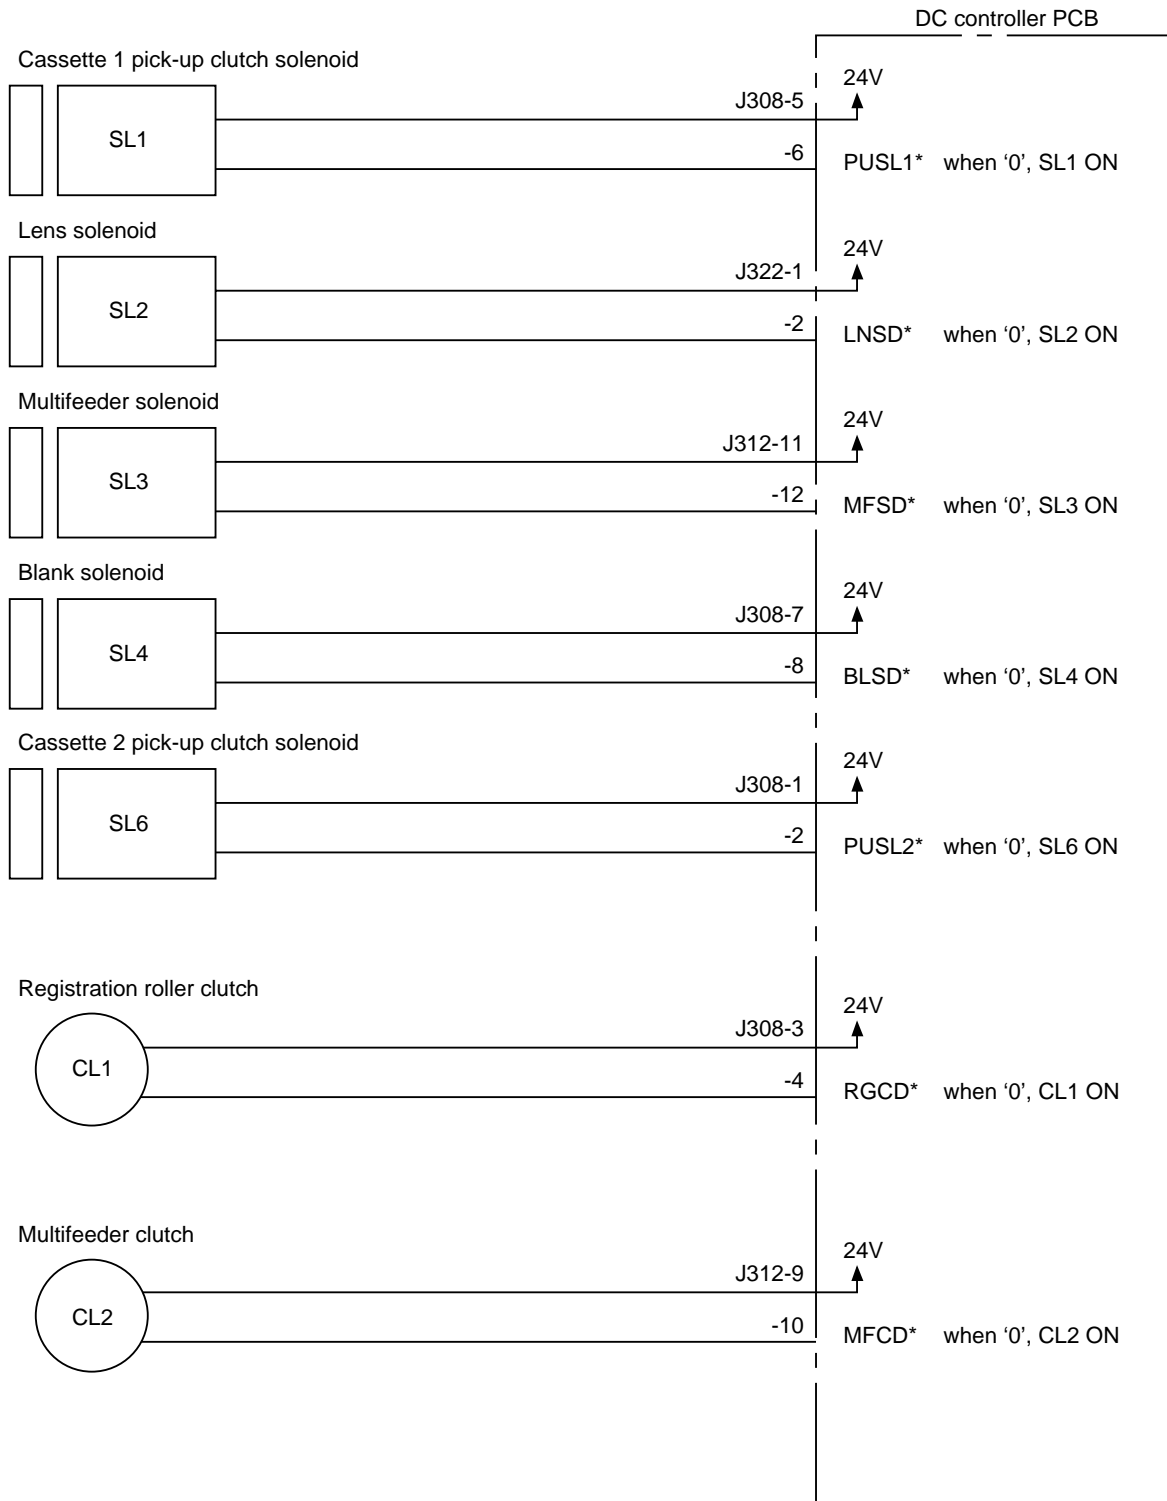 DC controller PCB
Cassette 1 pick-up clutch solenoid
24V
J308-5
SL1
-6
PUSL1* when ‘0’, SL1 ON
Lens solenoid
24V
J322-1
SL2
-2
LNSD* when ‘0’, SL2 ON
Multifeeder solenoid
24V
J312-11
SL3
-12
MFSD* when ‘0’, SL3 ON
Blank solenoid
24V
J308-7
SL4
-8
BLSD* when ‘0’, SL4 ON
Cassette 2 pick-up clutch solenoid
24V
J308-1
SL6
-2
PUSL2* when ‘0’, SL6 ON
Registration roller clutch
24V
J308-3
CL1
-4
RGCD* when ‘0’, CL1 ON
Multifeeder clutch
24V
J312-9
CL2
-10
MFCD* when ‘0’, CL2 ON